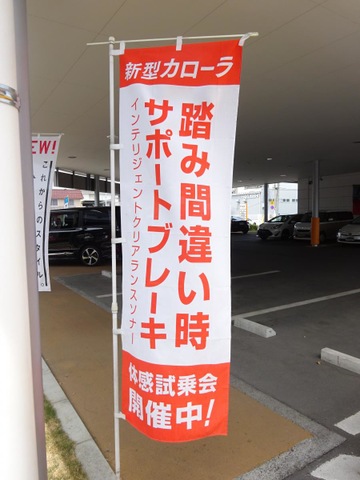 新型カローラ
踏み間違い時
サポートブレーキ
インテリジェントクリアランスソナー
体感試乗会
開催中!
EW!
これからのスタイル。